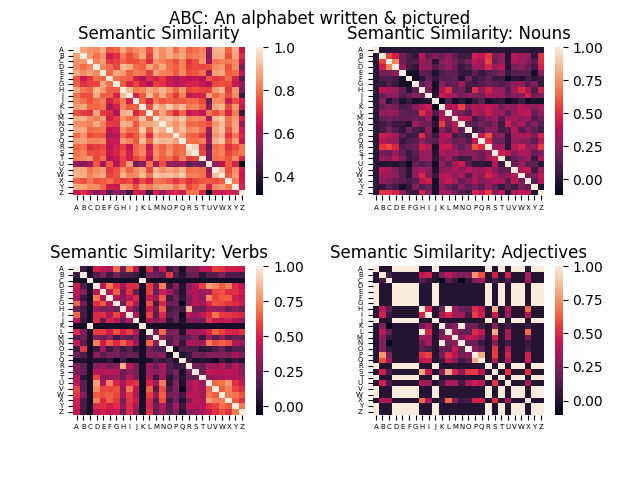 ABC: An alphabet written & pictured
Semantic Similarity
Semantic Similarity: Nouns
A B C D E F G H I J K L M N O P Q R S T U V W X Y Z
1.0
0.8
0.6
0.4
A B C D E F G H I J K L M N O P Q R S T U V W X Y Z
1.00
0.75
0.50
0.25
0.00
Semantic Similarity: Verbs
Semantic Similarity: Adjectives
A B C D E F G H I J K L M N O P Q R S T U V W X Y Z
1.00
0.75
0.50
0.25
0.00
A B C D E F G H I J K L M N O P Q R S T U V W X Y Z
1.00
0.75
0.50
0.25
0.00